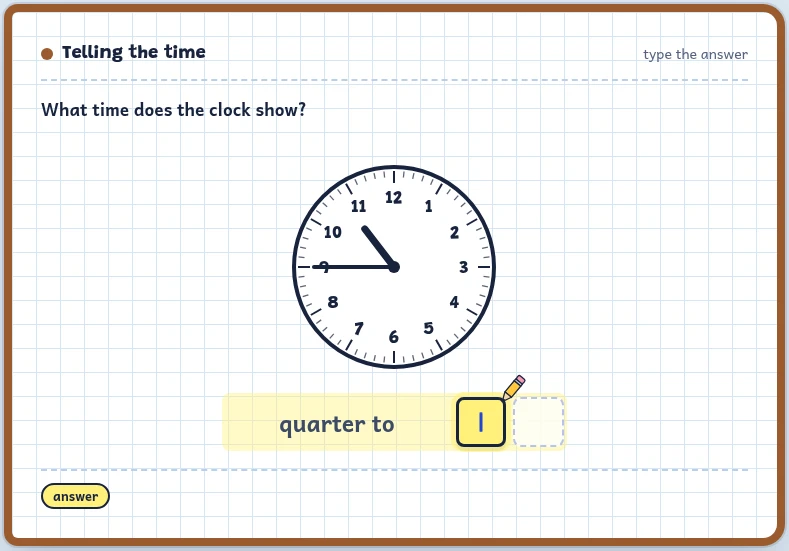 Telling the time
type the answer
What time does the clock show?
12
11 1
10 2
9 3
8 4
7 5
6
quarter to
answer